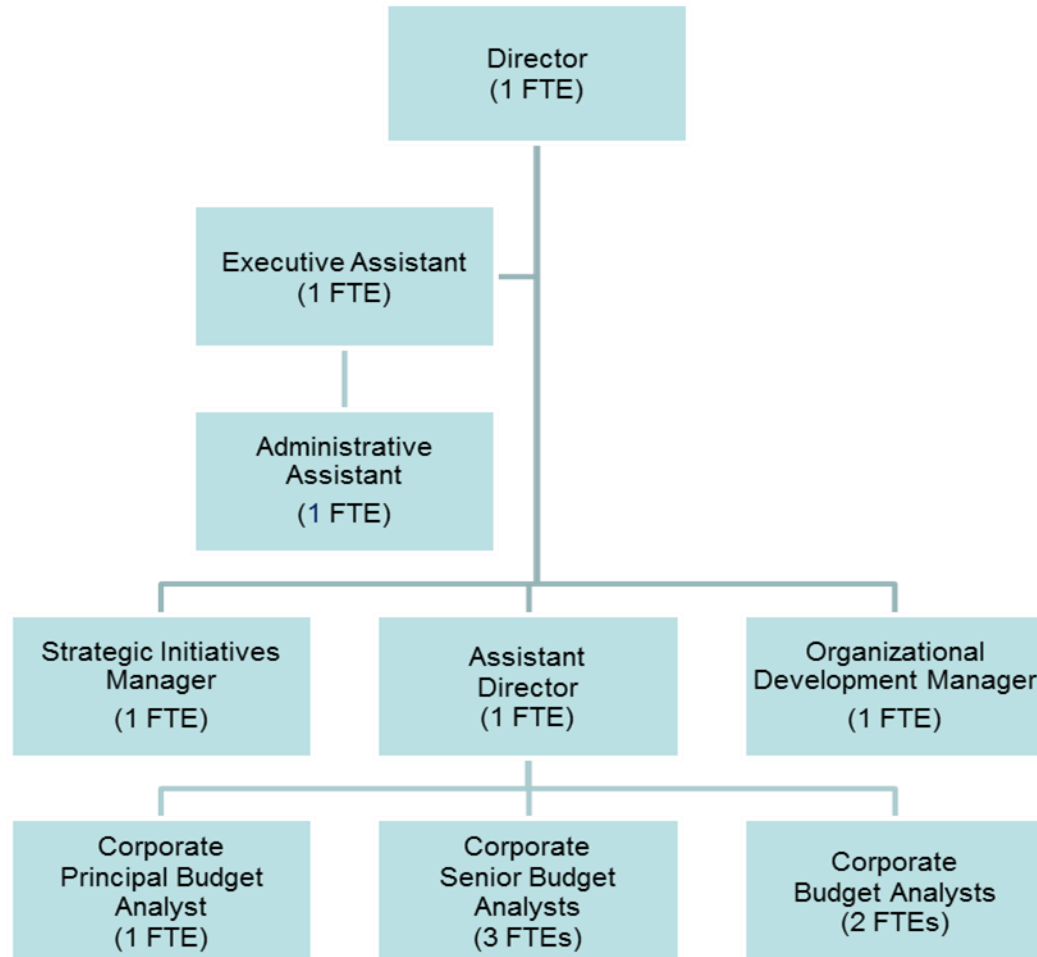 Director
(1 FTE)
Executive Assistant
(1 FTE)
Administrative
Assistant
(1 FTE)
Strategic Initiatives
Manager
(1 FTE)
Assistant
Director
(1 FTE)
Organizational
Development Manager
(1 FTE)
Corporate
Principal Budget
Analyst
(1 FTE)
Corporate
Senior Budget
Analysts
(3 FTEs)
Corporate
Budget Analysts
(2 FTEs)